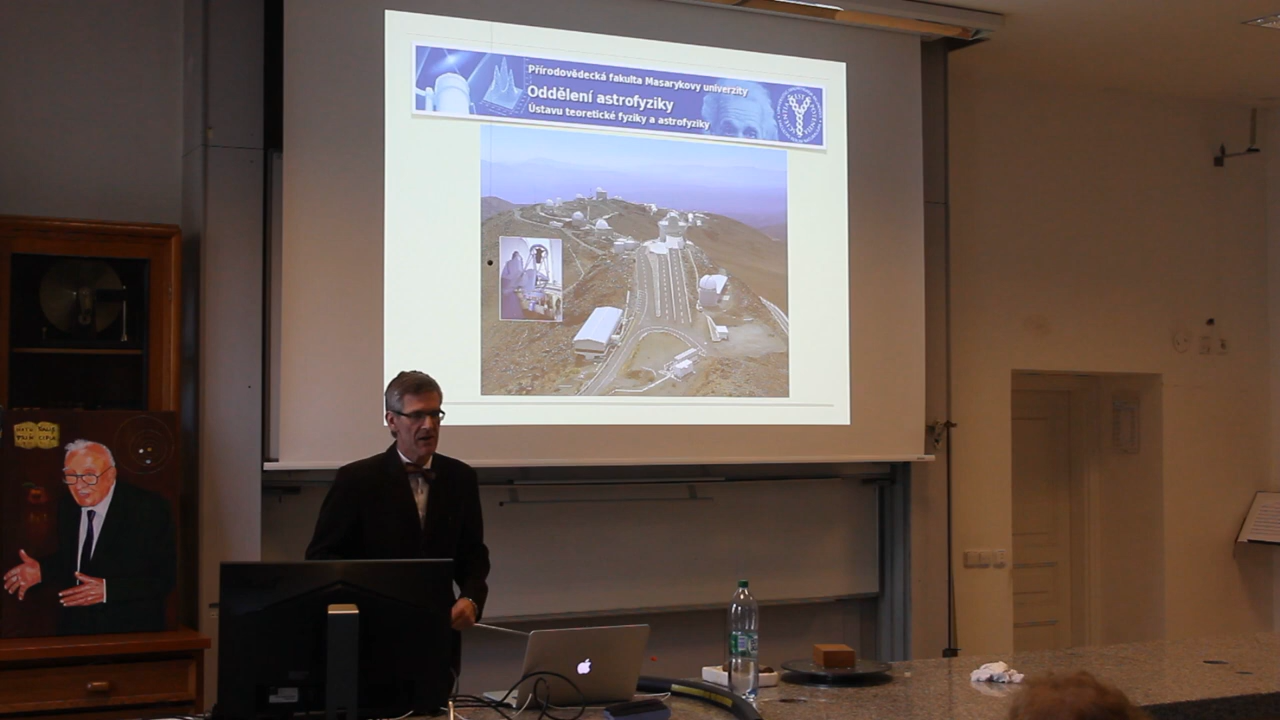 Přírodovědecká fakulta Masarykovy univerzity
Oddělení astrofyziky
Ústavu teoretické fyziky a astrofyziky